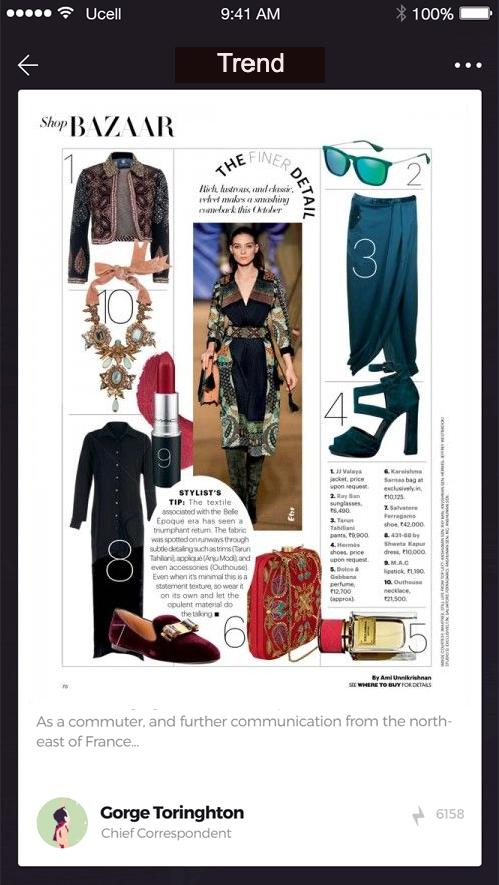 Ucell
9:41 AM
100%
Trend
Shop BAZAAR
THE FINER DETAIL
Rich, lustrous, and classic,
velvet makes a smashing
comeback this October
1
2
3
4
10
9
8
6
5
MAC
Etro
STYLIST'S
TIP: The textile
associated with the Belle
Époque era has seen a
triumphant return. The fabric
was spotted on runways through
subtle detailing such as trims (Tarun
Tahiliani), appliqué (Anju Modi), and
even accessories (Outhouse).
Even when it's minimal this is a
statement texture, so wear it
on its own and let the
opulent material do
the talking. ■
1. JJ Valaya
jacket, price
upon request.
2. Ray Ban
sunglasses,
₹6,490.
3. Tarun
Tahiliani
pants, ₹9,900.
4. Hermès
shoes, price
upon request.
5. Dolce &
Gabbana
perfume,
₹12,700
(approx).
6. Kareishma
Sarnaa bag at
exclusively.in,
₹10,125.
7. Salvatore
Ferragamo
shoe, ₹42,000.
8. 431-88 by
Shweta Kapur
dress, ₹10,000.
9. M.A.C
lipstick, ₹1,190.
10. Outhouse
necklace,
₹21,500.
By Ami Unnikrishnan
SEE WHERE TO BUY FOR DETAILS
As a commuter, and further communication from the north-
east of France...
Gorge Toringhton
Chief Correspondent
6158